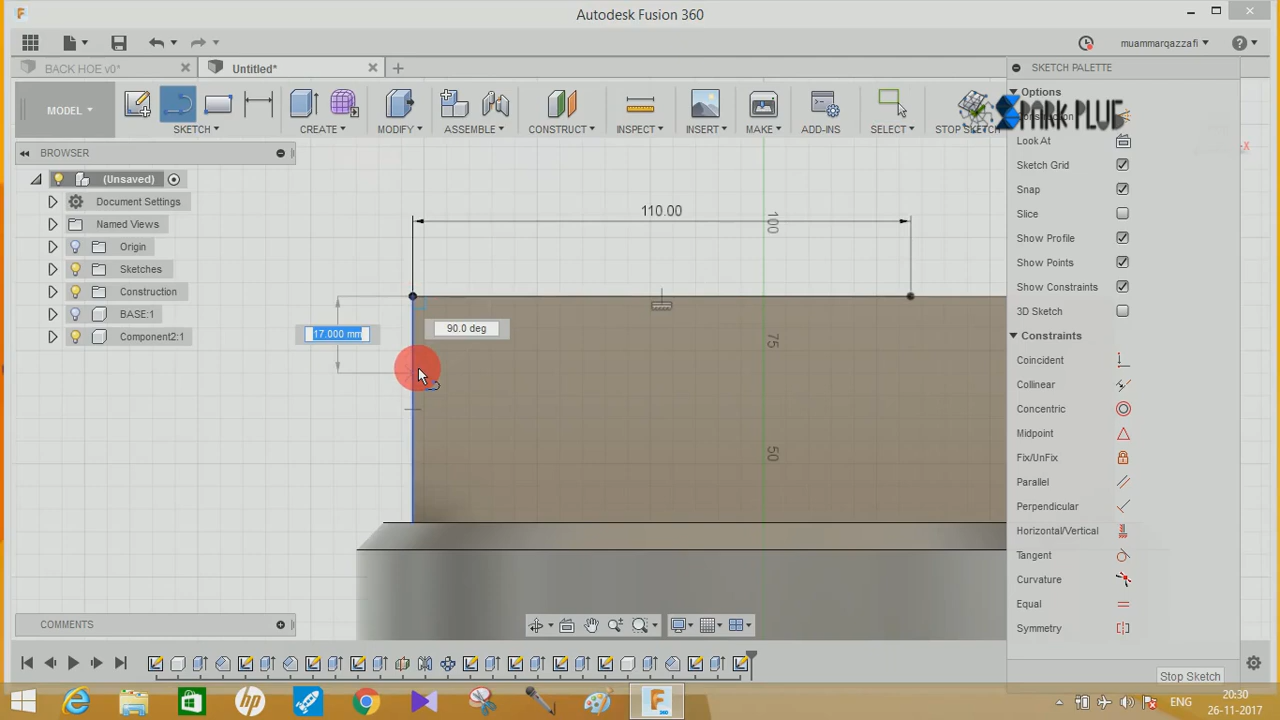 Autodesk Fusion 360
muammarqazzafi
BACK HOE v0*
Untitled*
MODEL
SKETCH
CREATE
MODIFY
ASSEMBLE
CONSTRUCT
INSPECT
INSERT
MAKE
ADD-INS
SELECT
STOP SKETCH
SPARK PLUG
SKETCH PALETTE
Options
Construction
Look At
Sketch Grid
Snap
Slice
Show Profile
Show Points
Show Constraints
3D Sketch
Constraints
Coincident
Collinear
Concentric
Midpoint
Fix/UnFix
Parallel
Perpendicular
Horizontal/Vertical
Tangent
Curvature
Equal
Symmetry
Stop Sketch
BROWSER
(Unsaved)
Document Settings
Named Views
Origin
Sketches
Construction
BASE:1
Component2:1
110.00
100
75
50
17.000 mm
90.0 deg
X
COMMENTS
ENG
20:30
26-11-2017